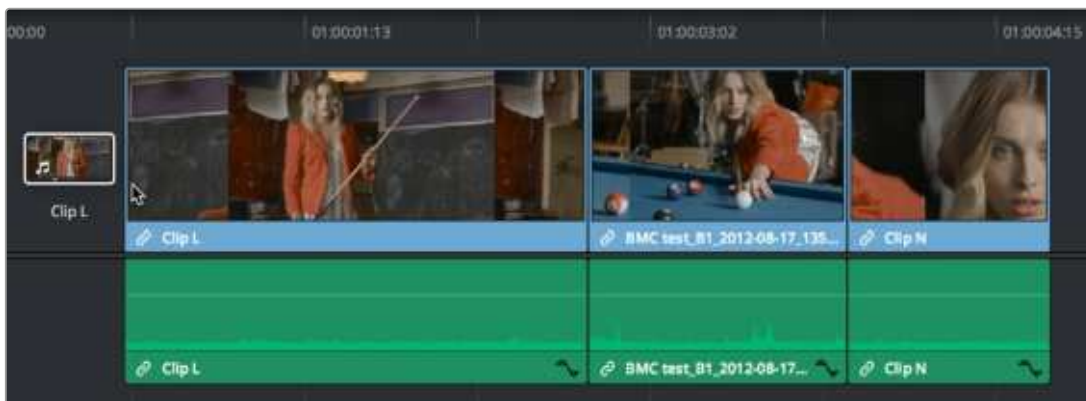 00:00
01:00:01:13
01:00:03:02
01:00:04:15
Clip L
Clip L
BMC test_B1_2012-08-17_135...
Clip N
Clip L
BMC test_B1_2012-08-17...
Clip N